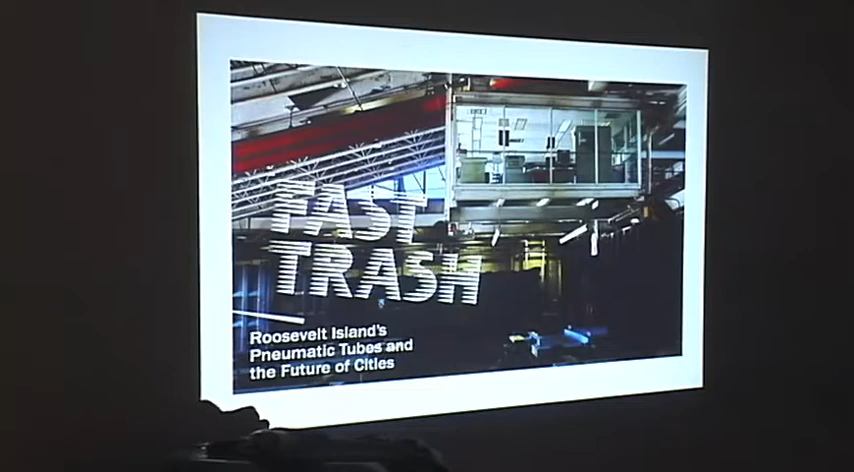 FAST
TRASH
Roosevelt Island's
Pneumatic Tubes and
the Future of Cities